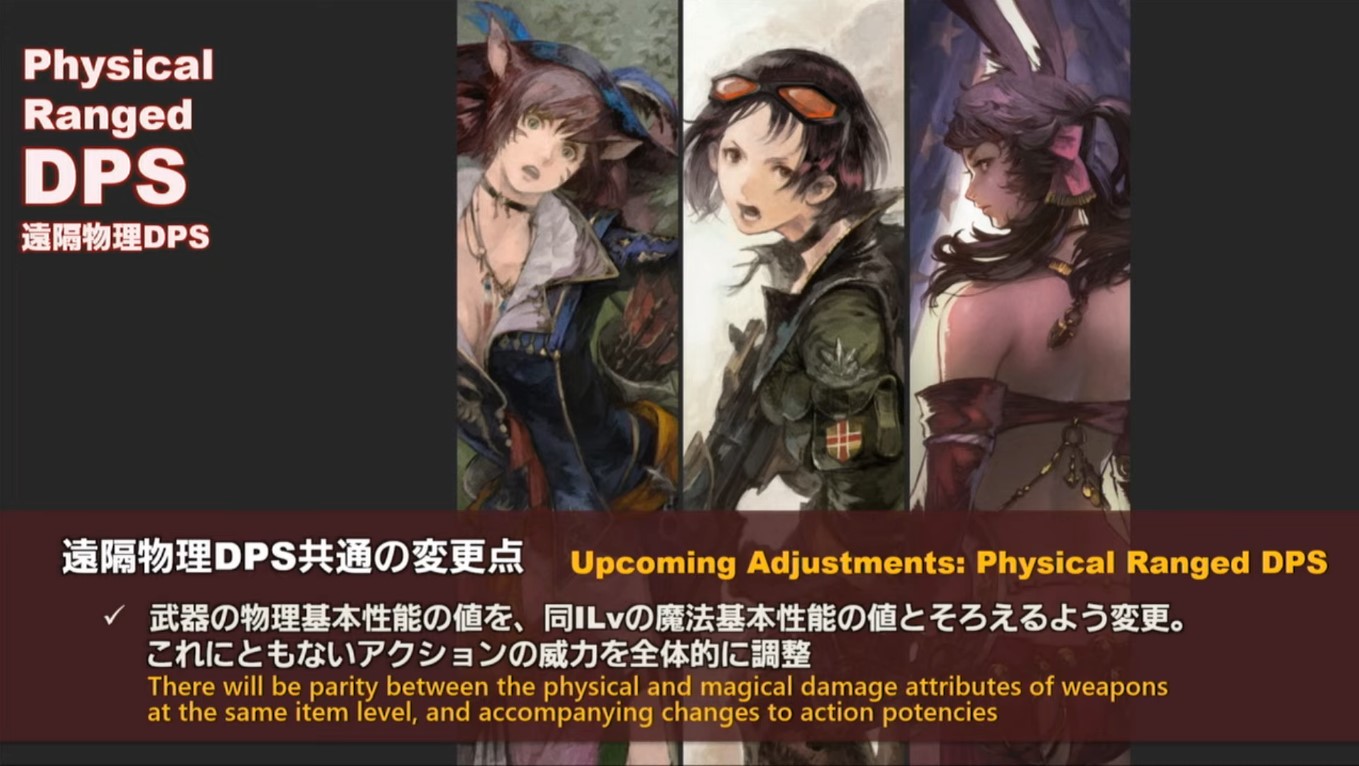 Physical
Ranged
DPS
遠隔物理DPS
遠隔物理DPS共通の変更点
Upcoming Adjustments: Physical Ranged DPS
✓ 武器の物理基本性能の値を、同ILvの魔法基本性能の値とそろえるよう変更。
これにともないアクションの威力を全体的に調整
There will be parity between the physical and magical damage attributes of weapons
at the same item level, and accompanying changes to action potencies